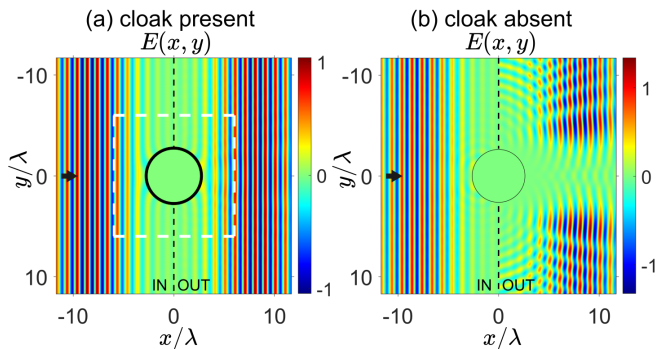 (a) cloak present
E(x, y)
-10
0
10
y/λ
IN OUT
-10 0 10
x/λ
1
0
-1
(b) cloak absent
E(x, y)
-10
0
10
y/λ
IN OUT
-10 0 10
x/λ
1
0
-1